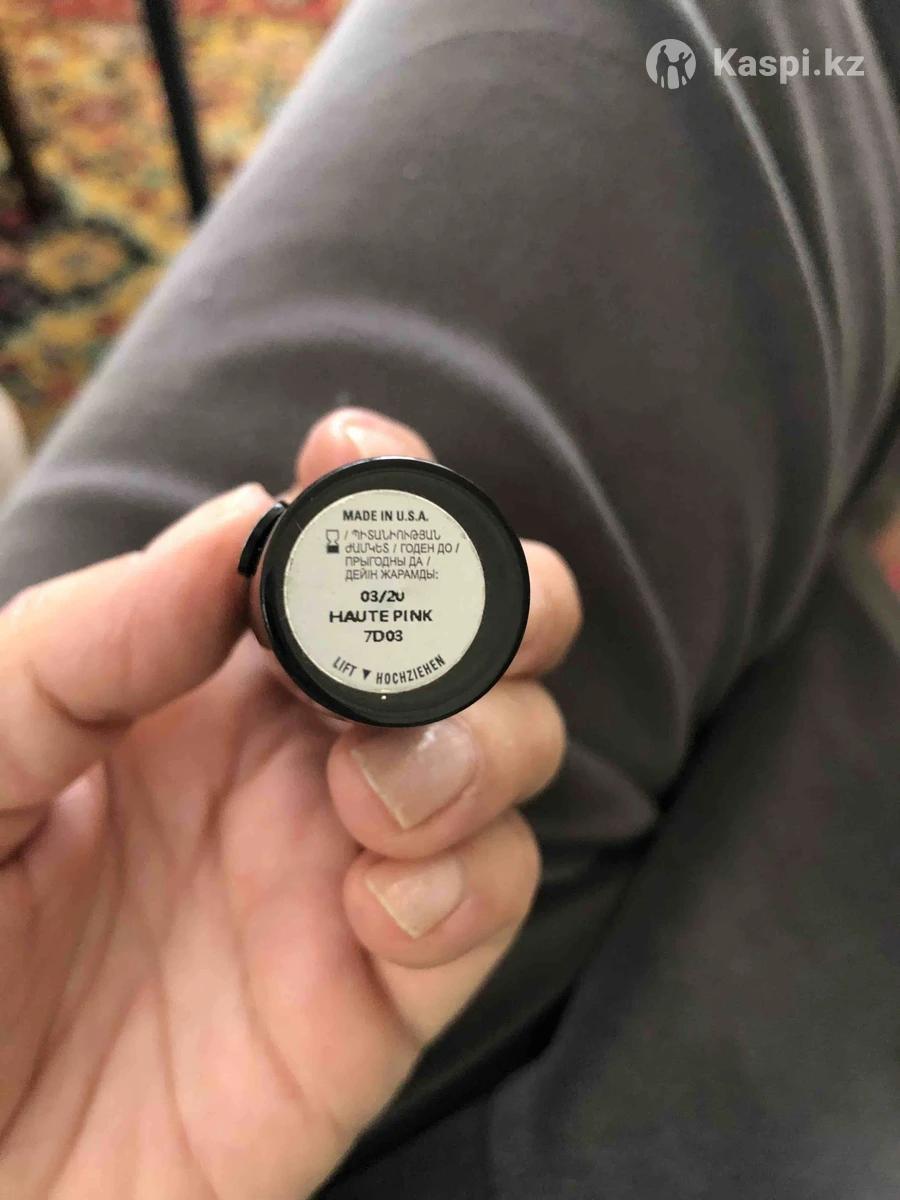 Kaspi.kz
MADE IN U.S.A.
/ ՊԻՏԱՆԻՈՒԹՅԱՆ
ԺԱՄԿԵՏ / ГОДЕН ДО /
ПРЫГОДНЫ ДА /
ДЕЙІН ЖАРАМДЫ:
03/20
HAUTE PINK
7D03
LIFT ▼ HOCHZIEHEN